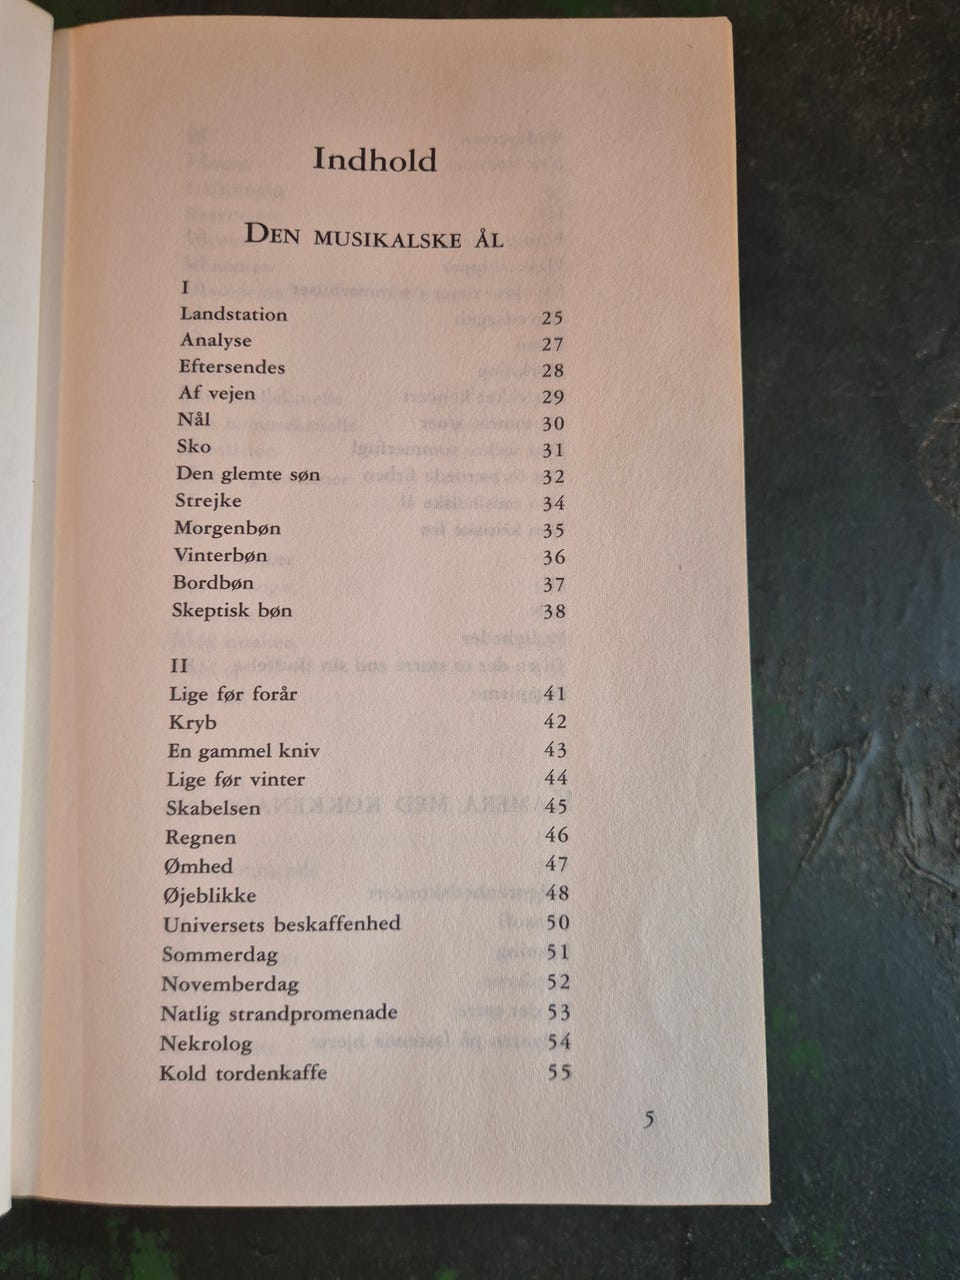 Indhold
DEN MUSIKALSKE ÅL
I
Landstation 25
Analyse 27
Eftersendes 28
Af vejen 29
Nål 30
Sko 31
Den glemte søn 32
Strejke 34
Morgenbøn 35
Vinterbøn 36
Bordbøn 37
Skeptisk bøn 38
II
Lige før forår 41
Kryb 42
En gammel kniv 43
Lige før vinter 44
Skabelsen 45
Regnen 46
Ømhed 47
Øjeblikke 48
Universets beskaffenhed 50
Sommerdag 51
Novemberdag 52
Natlig strandpromenade 53
Nekrolog 54
Kold tordenkaffe 55
5